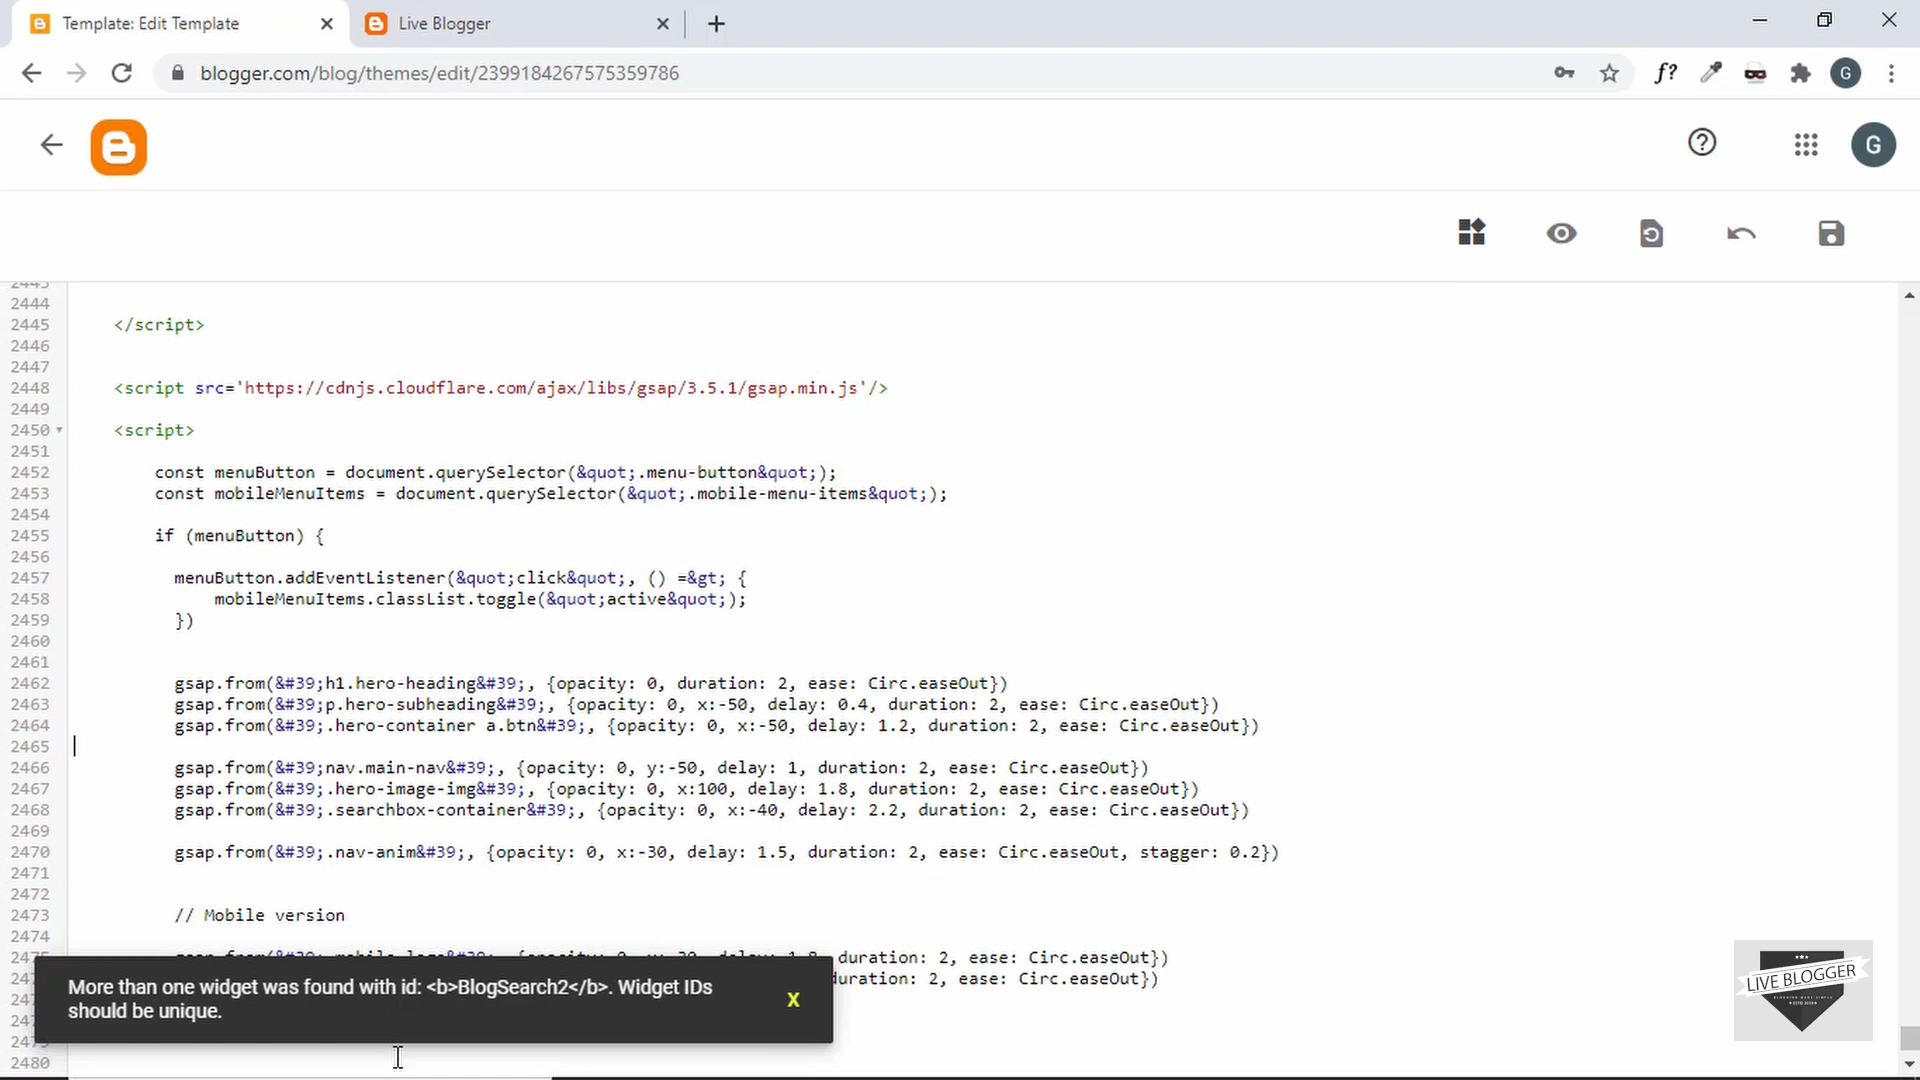 Template: Edit Template
Live Blogger
blogger.com/blog/themes/edit/2399184267575359786
f?
G
G
2443
2444
2445 </script>
2446
2447
2448 <script src='https://cdnjs.cloudflare.com/ajax/libs/gsap/3.5.1/gsap.min.js'/>
2449
2450 <script>
2451
2452 const menuButton = document.querySelector(&quot;.menu-button&quot;);
2453 const mobileMenuItems = document.querySelector(&quot;.mobile-menu-items&quot;);
2454
2455 if (menuButton) {
2456
2457 menuButton.addEventListener(&quot;click&quot;, () =&gt; {
2458 mobileMenuItems.classList.toggle(&quot;active&quot;);
2459 })
2460
2461
2462 gsap.from(&#39;h1.hero-heading&#39;, {opacity: 0, duration: 2, ease: Circ.easeOut})
2463 gsap.from(&#39;p.hero-subheading&#39;, {opacity: 0, x:-50, delay: 0.4, duration: 2, ease: Circ.easeOut})
2464 gsap.from(&#39;.hero-container a.btn&#39;, {opacity: 0, x:-50, delay: 1.2, duration: 2, ease: Circ.easeOut})
2465
2466 gsap.from(&#39;nav.main-nav&#39;, {opacity: 0, y:-50, delay: 1, duration: 2, ease: Circ.easeOut})
2467 gsap.from(&#39;.hero-image-img&#39;, {opacity: 0, x:100, delay: 1.8, duration: 2, ease: Circ.easeOut})
2468 gsap.from(&#39;.searchbox-container&#39;, {opacity: 0, x:-40, delay: 2.2, duration: 2, ease: Circ.easeOut})
2469
2470 gsap.from(&#39;.nav-anim&#39;, {opacity: 0, x:-30, delay: 1.5, duration: 2, ease: Circ.easeOut, stagger: 0.2})
2471
2472
2473 // Mobile version
2474
duration: 2, ease: Circ.easeOut})
duration: 2, ease: Circ.easeOut})
More than one widget was found with id: <b>BlogSearch2</b>. Widget IDs
should be unique.
X
2480
LIVE BLOGGER